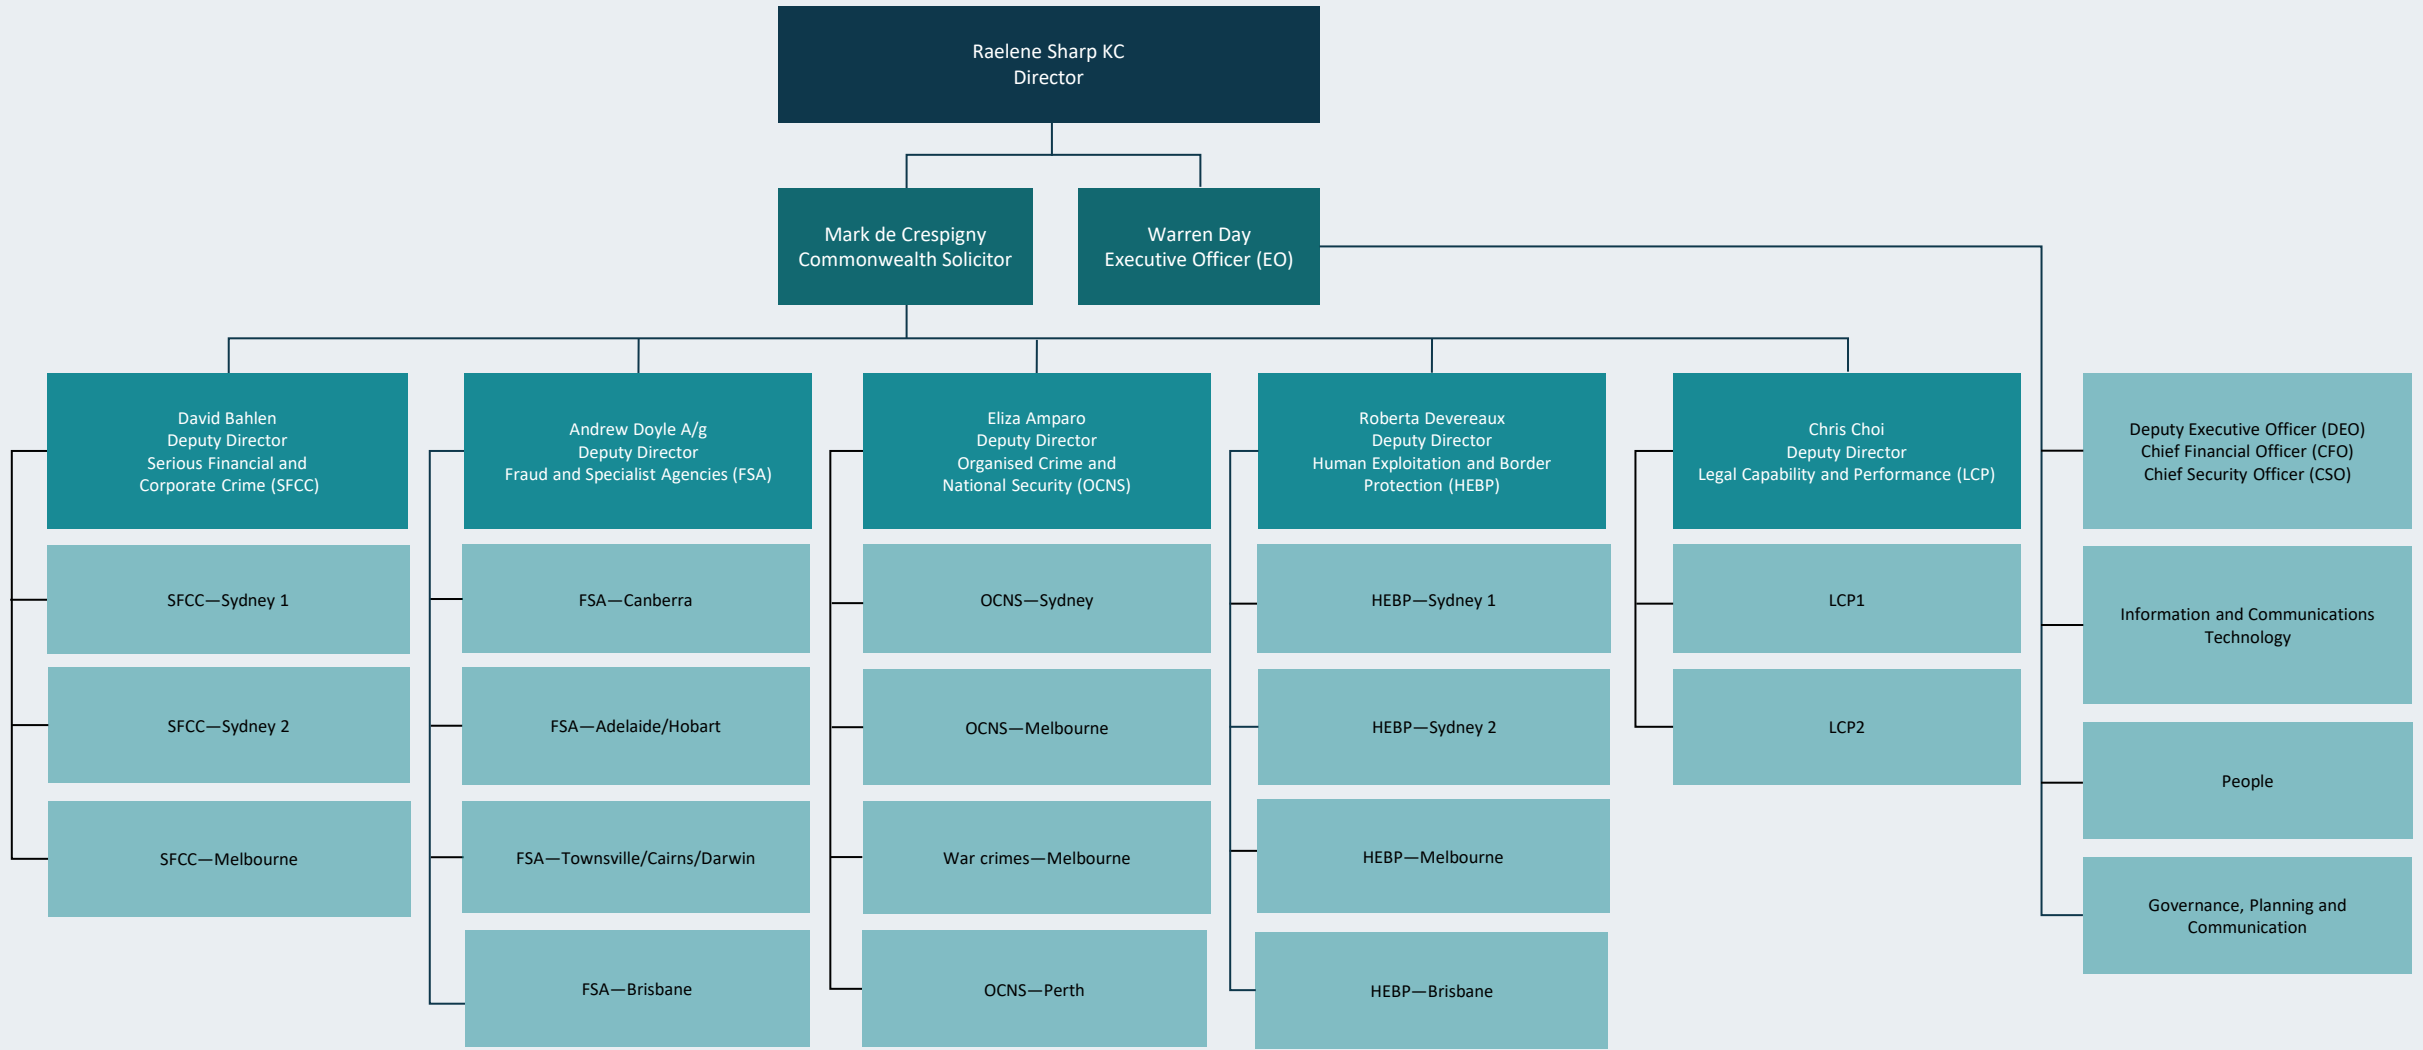 Raelene Sharp KC
Director
Mark de Crespigny
Commonwealth Solicitor
Warren Day
Executive Officer (EO)
David Bahlen
Deputy Director
Serious Financial and
Corporate Crime (SFCC)
SFCC—Sydney 1
SFCC—Sydney 2
SFCC—Melbourne
Andrew Doyle A/g
Deputy Director
Fraud and Specialist Agencies (FSA)
FSA—Canberra
FSA—Adelaide/Hobart
FSA—Townsville/Cairns/Darwin
FSA—Brisbane
Eliza Amparo
Deputy Director
Organised Crime and
National Security (OCNS)
OCNS—Sydney
OCNS—Melbourne
War crimes—Melbourne
OCNS—Perth
Roberta Devereaux
Deputy Director
Human Exploitation and Border
Protection (HEBP)
HEBP—Sydney 1
HEBP—Sydney 2
HEBP—Melbourne
HEBP—Brisbane
Chris Choi
Deputy Director
Legal Capability and Performance (LCP)
LCP1
LCP2
Deputy Executive Officer (DEO)
Chief Financial Officer (CFO)
Chief Security Officer (CSO)
Information and Communications
Technology
People
Governance, Planning and
Communication